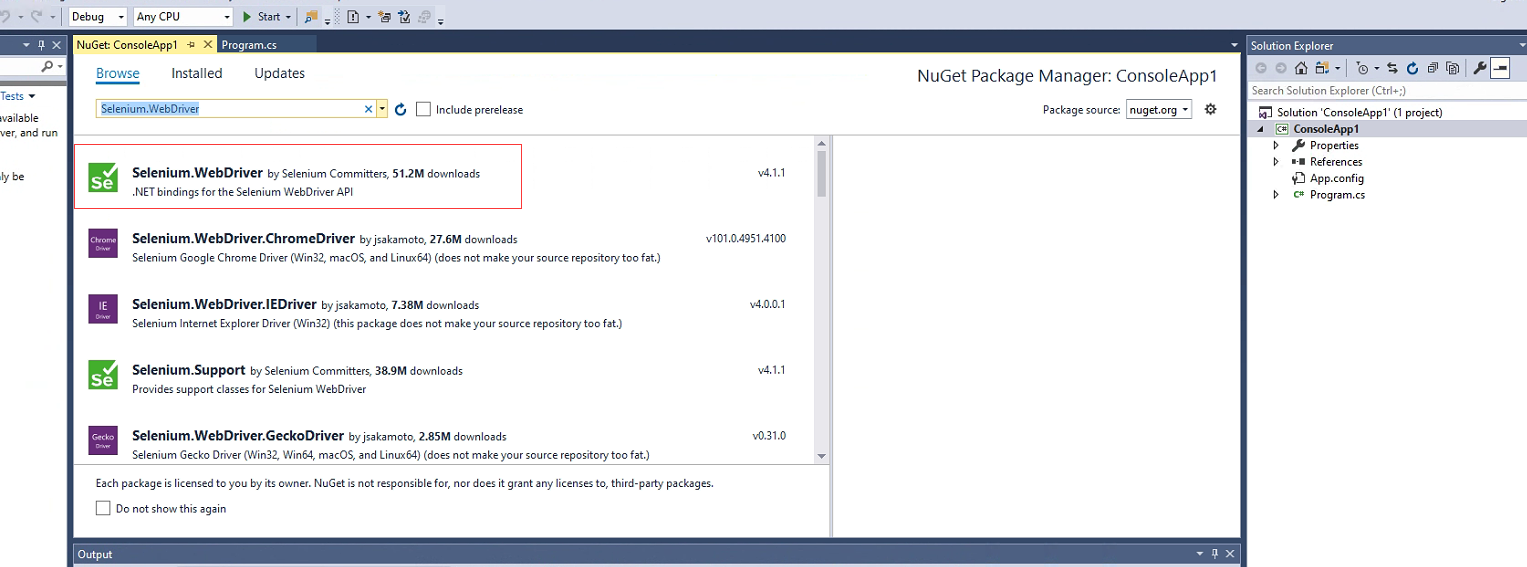 Debug
Any CPU
Start
NuGet: ConsoleApp1
Program.cs
Solution Explorer
Browse
Installed
Updates
NuGet Package Manager: ConsoleApp1
Tests
Search Solution Explorer (Ctrl+;)
Selenium.WebDriver
Include prerelease
Package source:
nuget.org
available
ver, and run
nly be
Solution 'ConsoleApp1' (1 project)
ConsoleApp1
Properties
References
App.config
Program.cs
Se
Selenium.WebDriver by Selenium Committers, 51.2M downloads
v4.1.1
.NET bindings for the Selenium WebDriver API
Chrome
Driver
Selenium.WebDriver.ChromeDriver by jsakamoto, 27.6M downloads
v101.0.4951.4100
Selenium Google Chrome Driver (Win32, macOS, and Linux64) (does not make your source repository too fat.)
IE
Driver
Selenium.WebDriver.IEDriver by jsakamoto, 7.38M downloads
v4.0.0.1
Selenium Internet Explorer Driver (Win32) (this package does not make your source repository too fat.)
Se
Selenium.Support by Selenium Committers, 38.9M downloads
v4.1.1
Provides support classes for Selenium WebDriver
Gecko
Driver
Selenium.WebDriver.GeckoDriver by jsakamoto, 2.85M downloads
v0.31.0
Selenium Gecko Driver (Win32, Win64, macOS, and Linux64) (does not make your source repository too fat.)
Each package is licensed to you by its owner. NuGet is not responsible for, nor does it grant any licenses to, third-party packages.
Do not show this again
Output